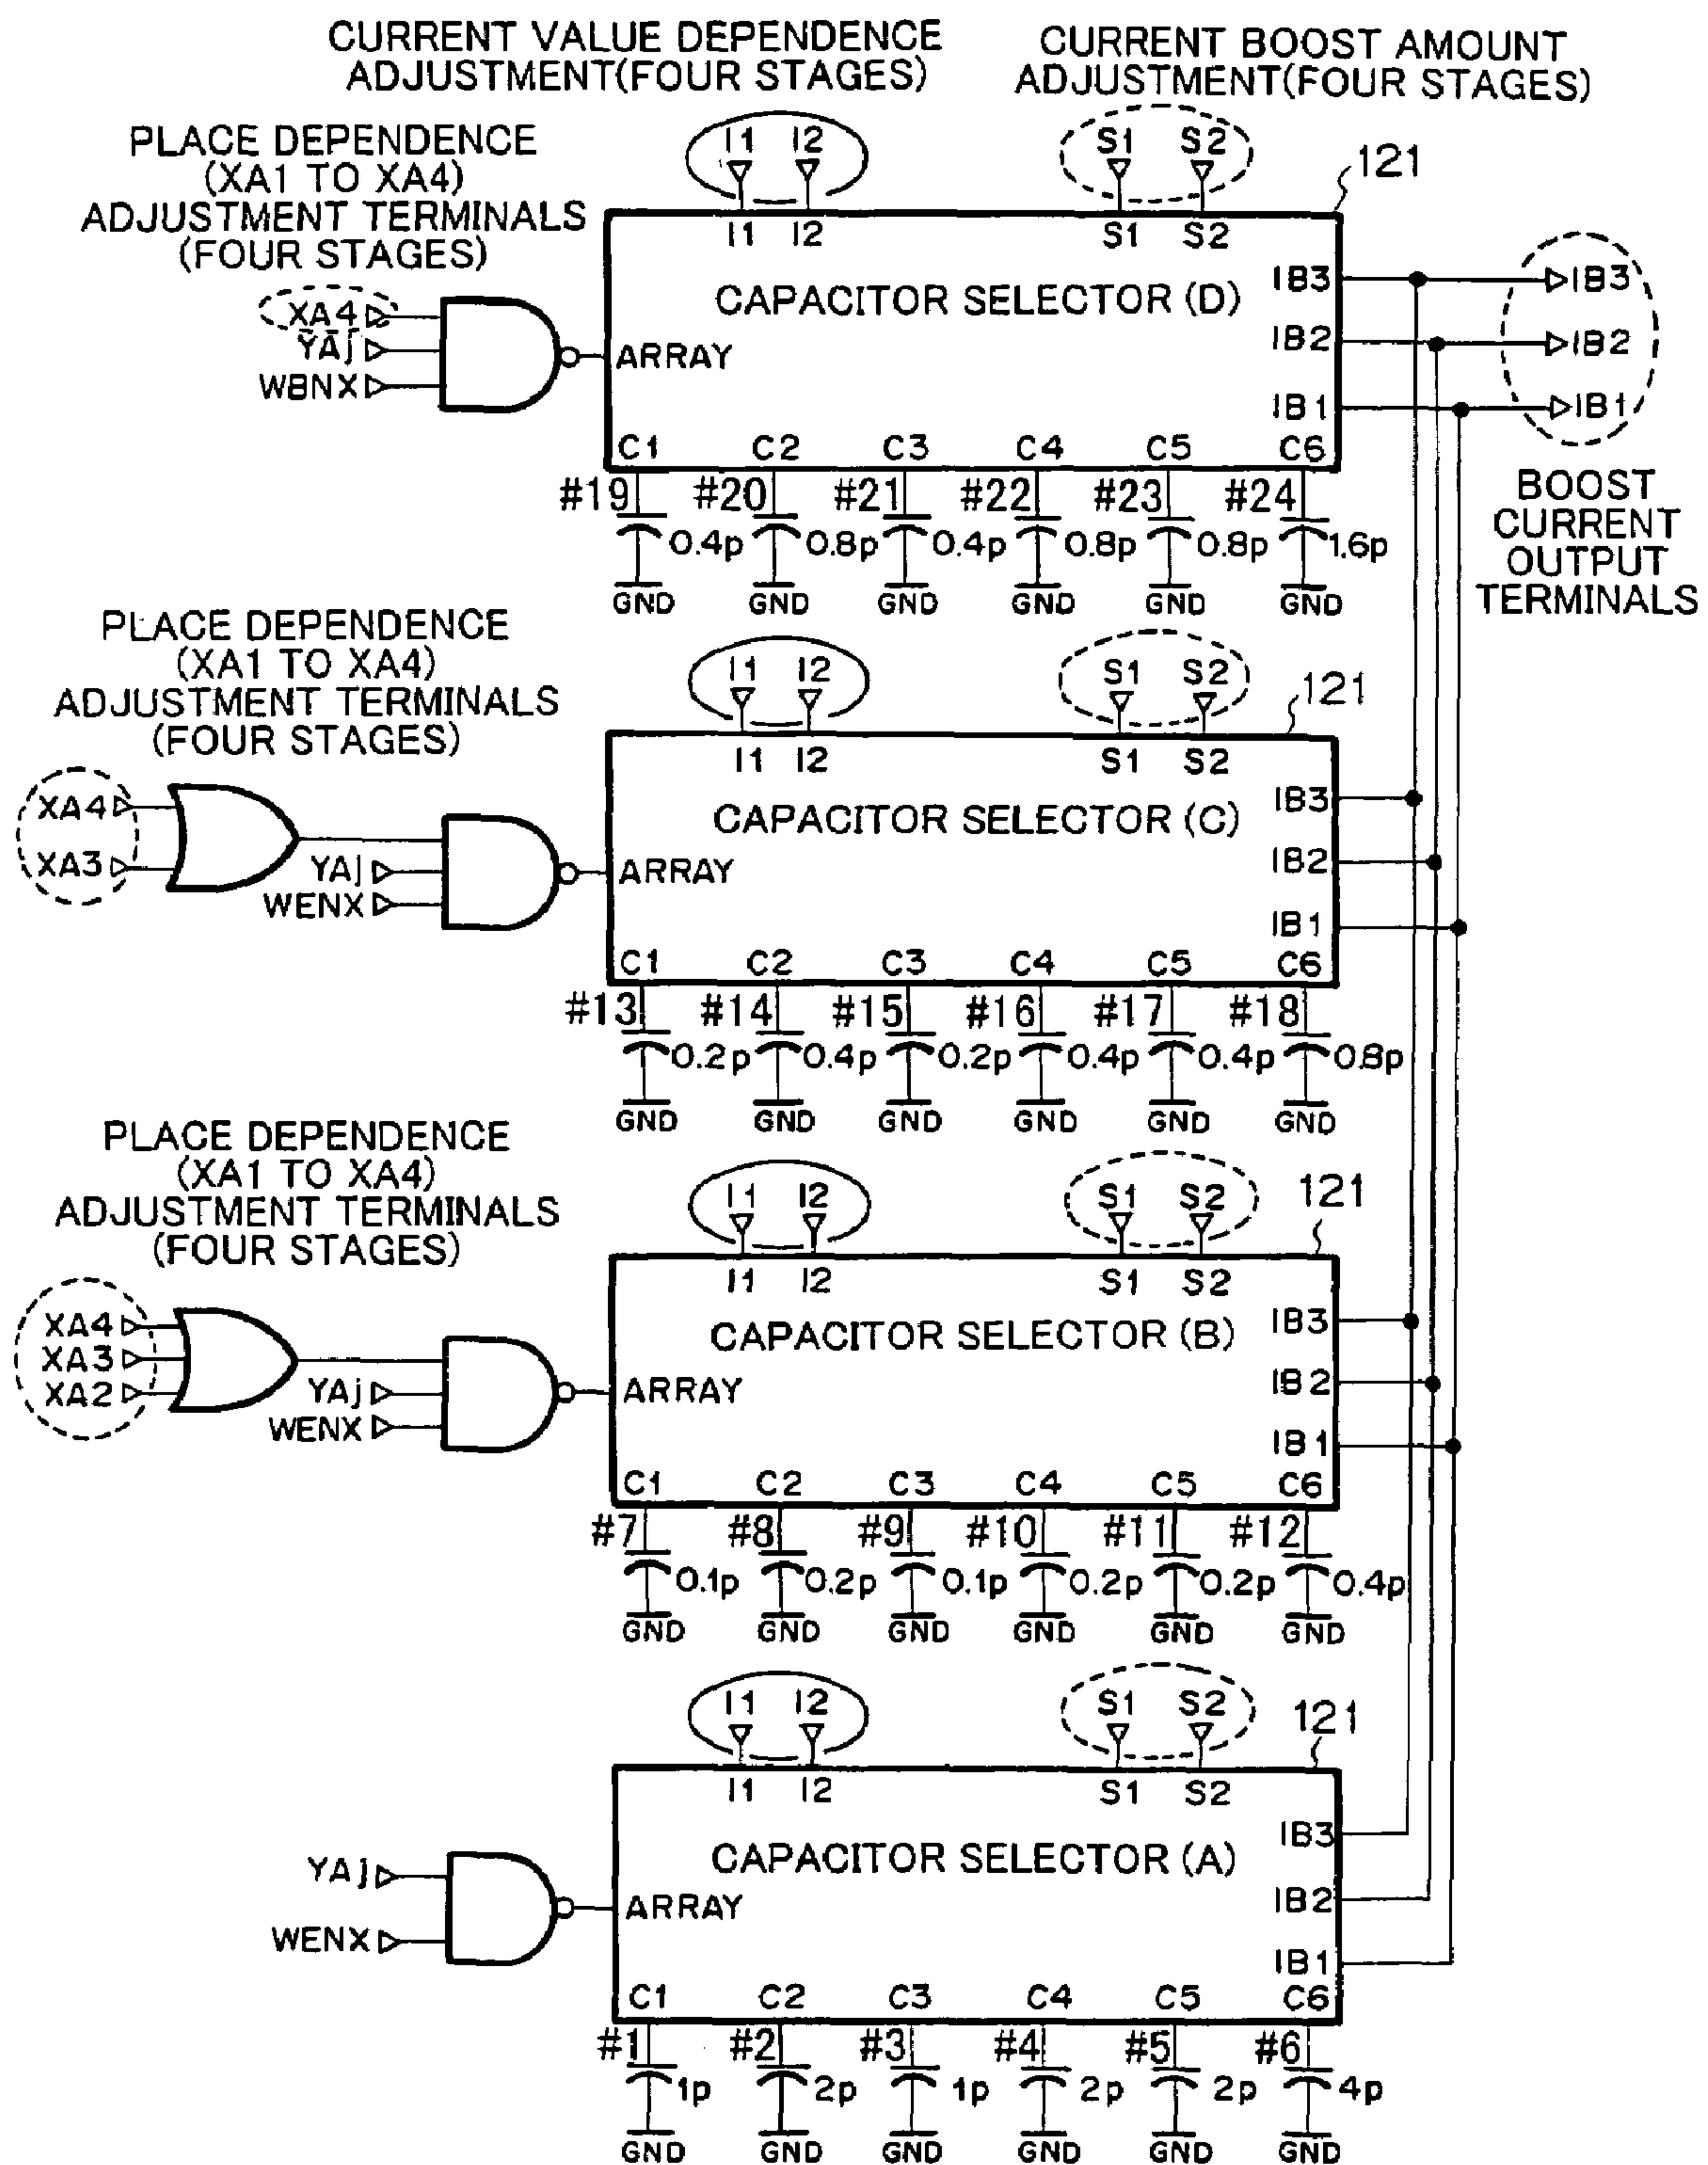 CURRENT VALUE DEPENDENCE
ADJUSTMENT(FOUR STAGES)
CURRENT BOOST AMOUNT
ADJUSTMENT(FOUR STAGES)
PLACE DEPENDENCE
(XA1 TO XA4)
ADJUSTMENT TERMINALS
(FOUR STAGES)
I1 I2
S1 S2
121
I1 I2
S1 S2
XA4
YAj
WBNX
ARRAY
CAPACITOR SELECTOR (D)
IB3
IB2
IB1
IB3
IB2
IB1
BOOST
CURRENT
OUTPUT
TERMINALS
C1 C2 C3 C4 C5 C6
#19 #20 #21 #22 #23 #24
0.4p 0.8p 0.4p 0.8p 0.8p 1.6p
GND GND GND GND GND GND
PLACE DEPENDENCE
(XA1 TO XA4)
ADJUSTMENT TERMINALS
(FOUR STAGES)
I1 I2
S1 S2
121
I1 I2
S1 S2
XA4
XA3
YAj
WENX
ARRAY
CAPACITOR SELECTOR (C)
IB3
IB2
IB1
C1 C2 C3 C4 C5 C6
#13 #14 #15 #16 #17 #18
0.2p 0.4p 0.2p 0.4p 0.4p 0.8p
GND GND GND GND GND GND
PLACE DEPENDENCE
(XA1 TO XA4)
ADJUSTMENT TERMINALS
(FOUR STAGES)
I1 I2
S1 S2
121
I1 I2
S1 S2
XA4
XA3
XA2
YAj
WENX
ARRAY
CAPACITOR SELECTOR (B)
IB3
IB2
IB1
C1 C2 C3 C4 C5 C6
#7 #8 #9 #10 #11 #12
0.1p 0.2p 0.1p 0.2p 0.2p 0.4p
GND GND GND GND GND GND
I1 I2
S1 S2
121
I1 I2
S1 S2
YAj
WENX
ARRAY
CAPACITOR SELECTOR (A)
IB3
IB2
IB1
C1 C2 C3 C4 C5 C6
#1 #2 #3 #4 #5 #6
1p 2p 1p 2p 2p 4p
GND GND GND GND GND GND